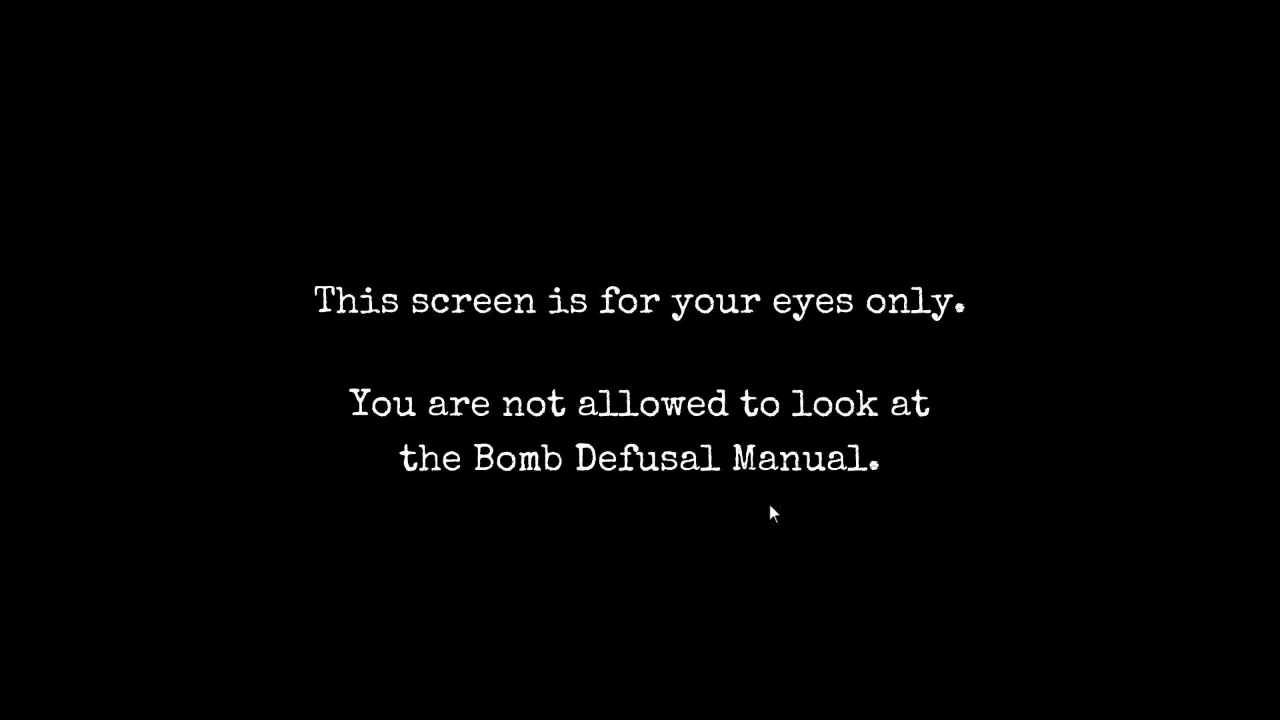 This screen is for your eyes only.
You are not allowed to look at
the Bomb Defusal Manual.